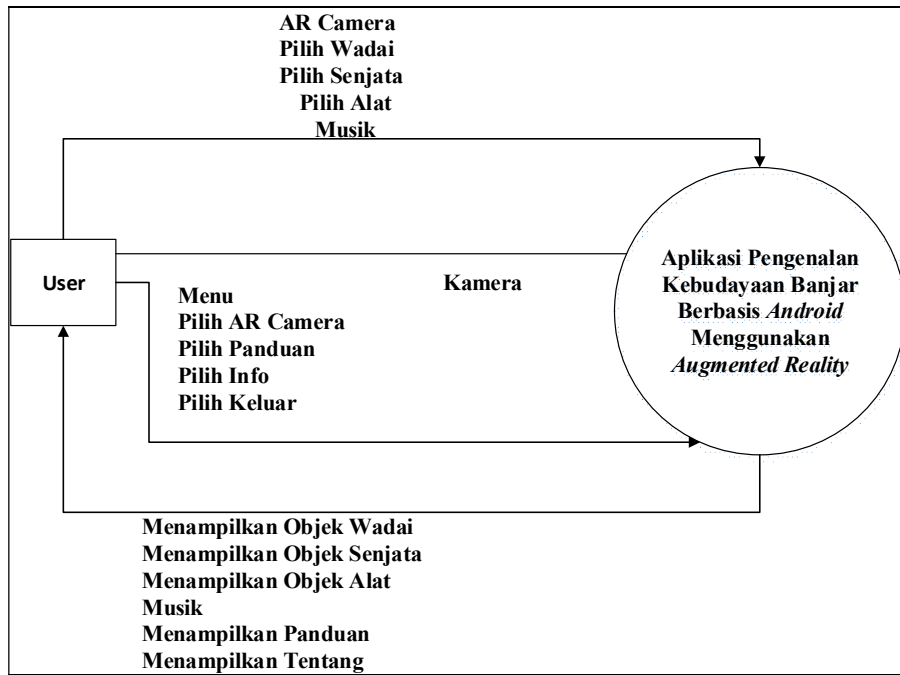 AR Camera
Pilih Wadai
Pilih Senjata
Pilih Alat
Musik
User
Kamera
Menu
Pilih AR Camera
Pilih Panduan
Pilih Info
Pilih Keluar
Aplikasi Pengenalan
Kebudayaan Banjar
Berbasis Android
Menggunakan
Augmented Reality
Menampilkan Objek Wadai
Menampilkan Objek Senjata
Menampilkan Objek Alat
Musik
Menampilkan Panduan
Menampilkan Tentang